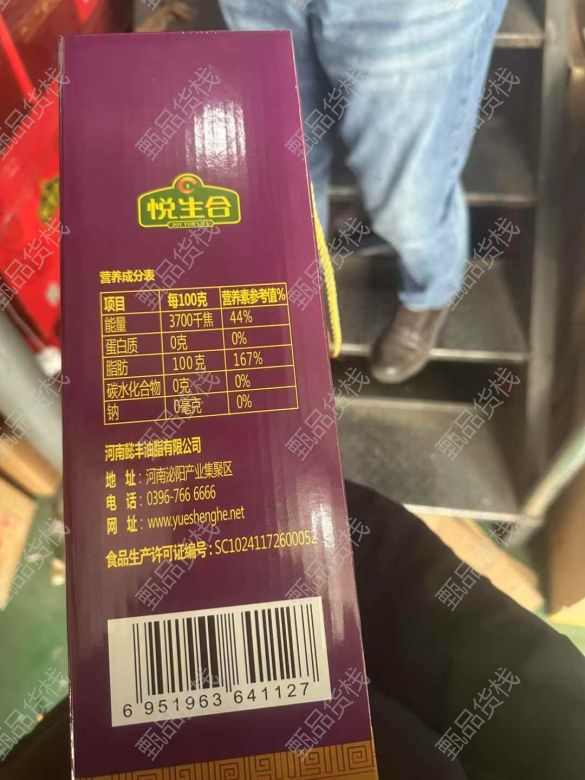 悦生合
JOY FOR LIFE
营养成分表
项目 每100克 营养素参考值%
能量 3700千焦 44%
蛋白质 0克 0%
脂肪 100克 167%
碳水化合物 0克 0%
钠 0毫克 0%
河南懿丰油脂有限公司
地 址：河南泌阳产业集聚区
电 话：0396-766 6666
网 址：www.yueshenghe.net
食品生产许可证编号：SC10241172600052
6 951963 641127
甄品货栈